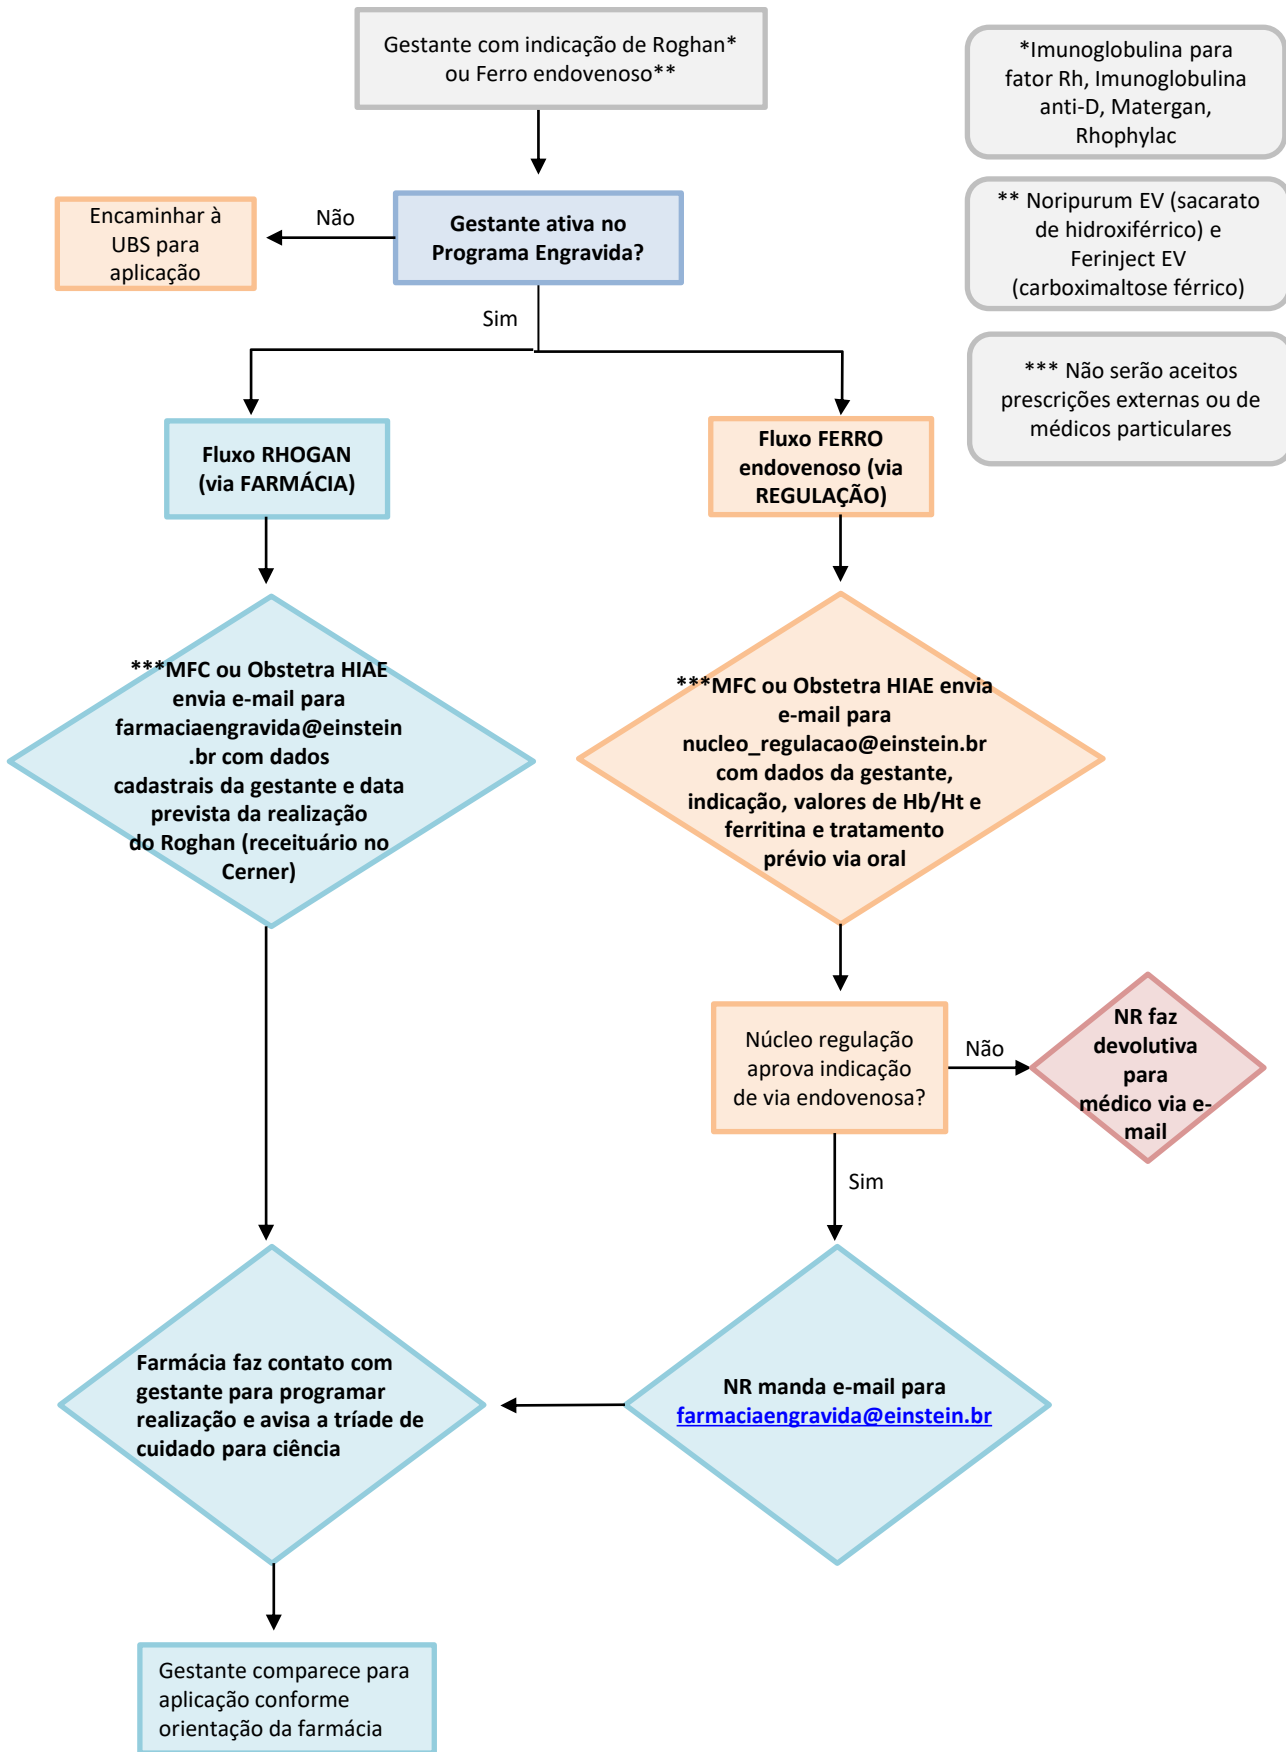 Gestante com indicação de Roghan*
ou Ferro endovenoso**
*Imunoglobulina para
fator Rh, Imunoglobulina
anti-D, Matergan,
Rhophylac
Encaminhar à
UBS para
aplicação
Não
Gestante ativa no
Programa Engravida?
** Noripurum EV (sacarato
de hidroxiférrico) e
Ferinject EV
(carboximaltose férrico)
Sim
*** Não serão aceitos
prescrições externas ou de
médicos particulares
Fluxo RHOGAN
(via FARMÁCIA)
Fluxo FERRO
endovenoso (via
REGULAÇÃO)
***MFC ou Obstetra HIAE
envia e-mail para
farmaciaengravida@einstein
.br com dados
cadastrais da gestante e data
prevista da realização
do Roghan (receituário no
Cerner)
***MFC ou Obstetra HIAE envia
e-mail para
nucleo_regulacao@einstein.br
com dados da gestante,
indicação, valores de Hb/Ht e
ferritina e tratamento
prévio via oral
Núcleo regulação
aprova indicação
de via endovenosa?
Não
NR faz
devolutiva
para
médico via e-
mail
Sim
Farmácia faz contato com
gestante para programar
realização e avisa a tríade de
cuidado para ciência
NR manda e-mail para
farmaciaengravida@einstein.br
Gestante comparece para
aplicação conforme
orientação da farmácia